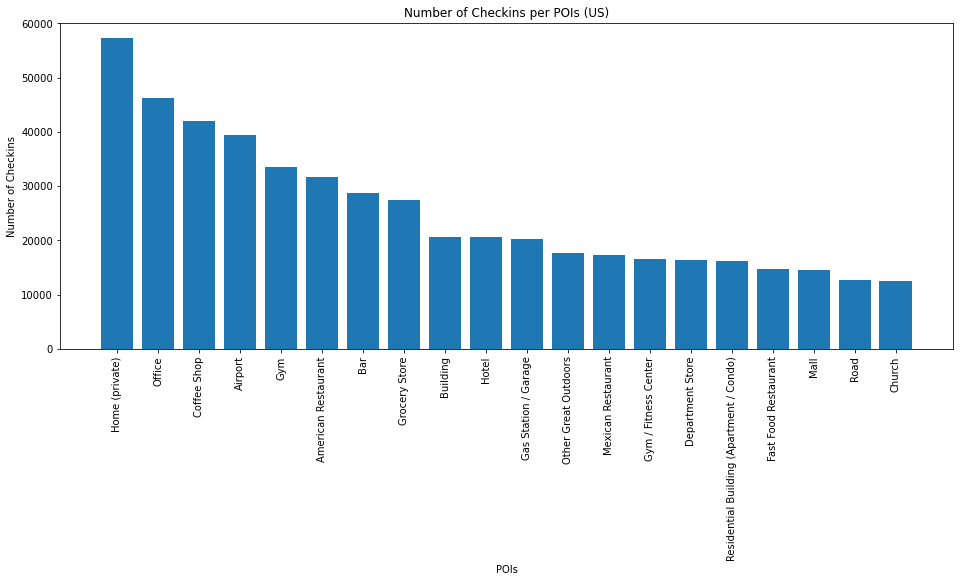 Number of Checkins per POIs (US)
Number of Checkins
60000
50000
40000
30000
20000
10000
0
Home (private)
Office
Coffee Shop
Airport
Gym
American Restaurant
Bar
Grocery Store
Building
Hotel
Gas Station / Garage
Other Great Outdoors
Mexican Restaurant
Gym / Fitness Center
Department Store
Residential Building (Apartment / Condo)
Fast Food Restaurant
Mall
Road
Church
POIs